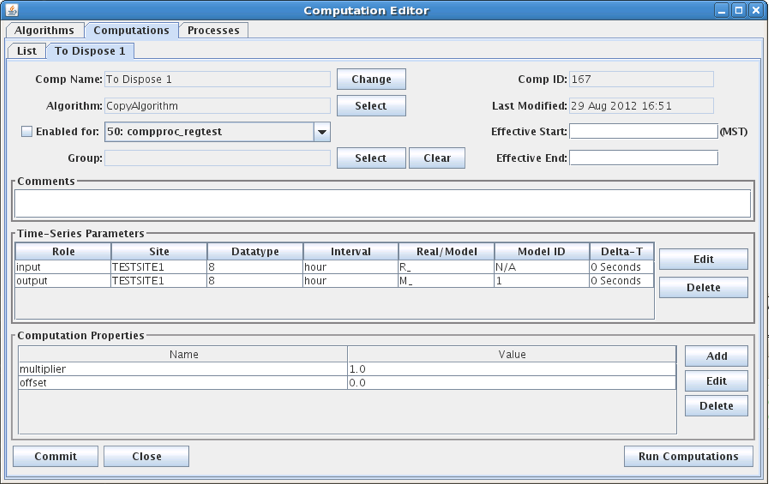 Computation Editor
Algorithms Computations Processes
List To Dispose 1
Comp Name: To Dispose 1 Change Comp ID: 167
Algorithm: CopyAlgorithm Select Last Modified: 29 Aug 2012 16:51
Enabled for: 50: compproc_regtest Effective Start: (MST)
Group: Select Clear Effective End:
Comments
Time-Series Parameters
Role Site Datatype Interval Real/Model Model ID Delta-T
input TESTSITE1 8 hour R_ N/A 0 Seconds
output TESTSITE1 8 hour M_ 1 0 Seconds
Edit
Delete
Computation Properties
Name Value
multiplier 1.0
offset 0.0
Add
Edit
Delete
Commit Close Run Computations